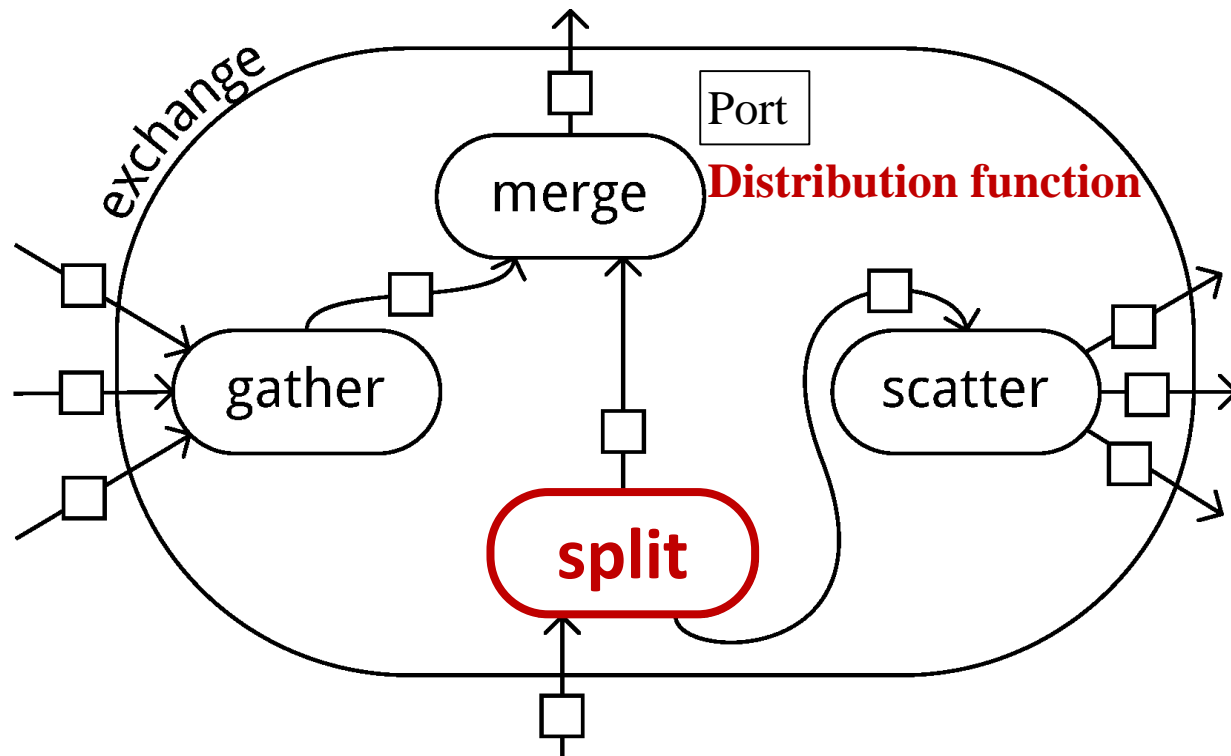 exchange
Port
merge
Distribution function
gather
scatter
split